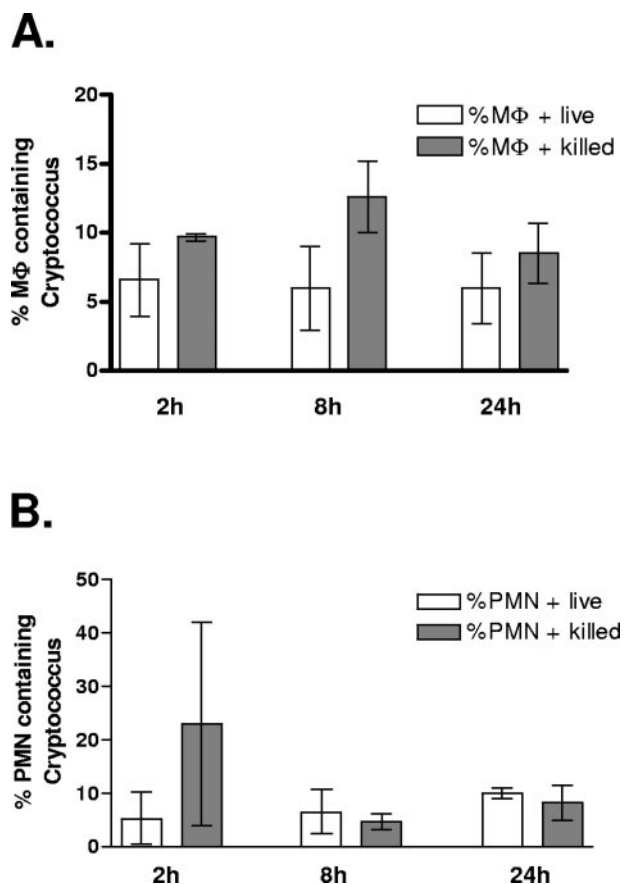 A.
20
15
10
5
0
% MΦ containing
Cryptococcus
%MΦ + live
%MΦ + killed
2h 8h 24h
B.
50
40
30
20
10
0
% PMN containing
Cryptococcus
%PMN + live
%PMN + killed
2h 8h 24h